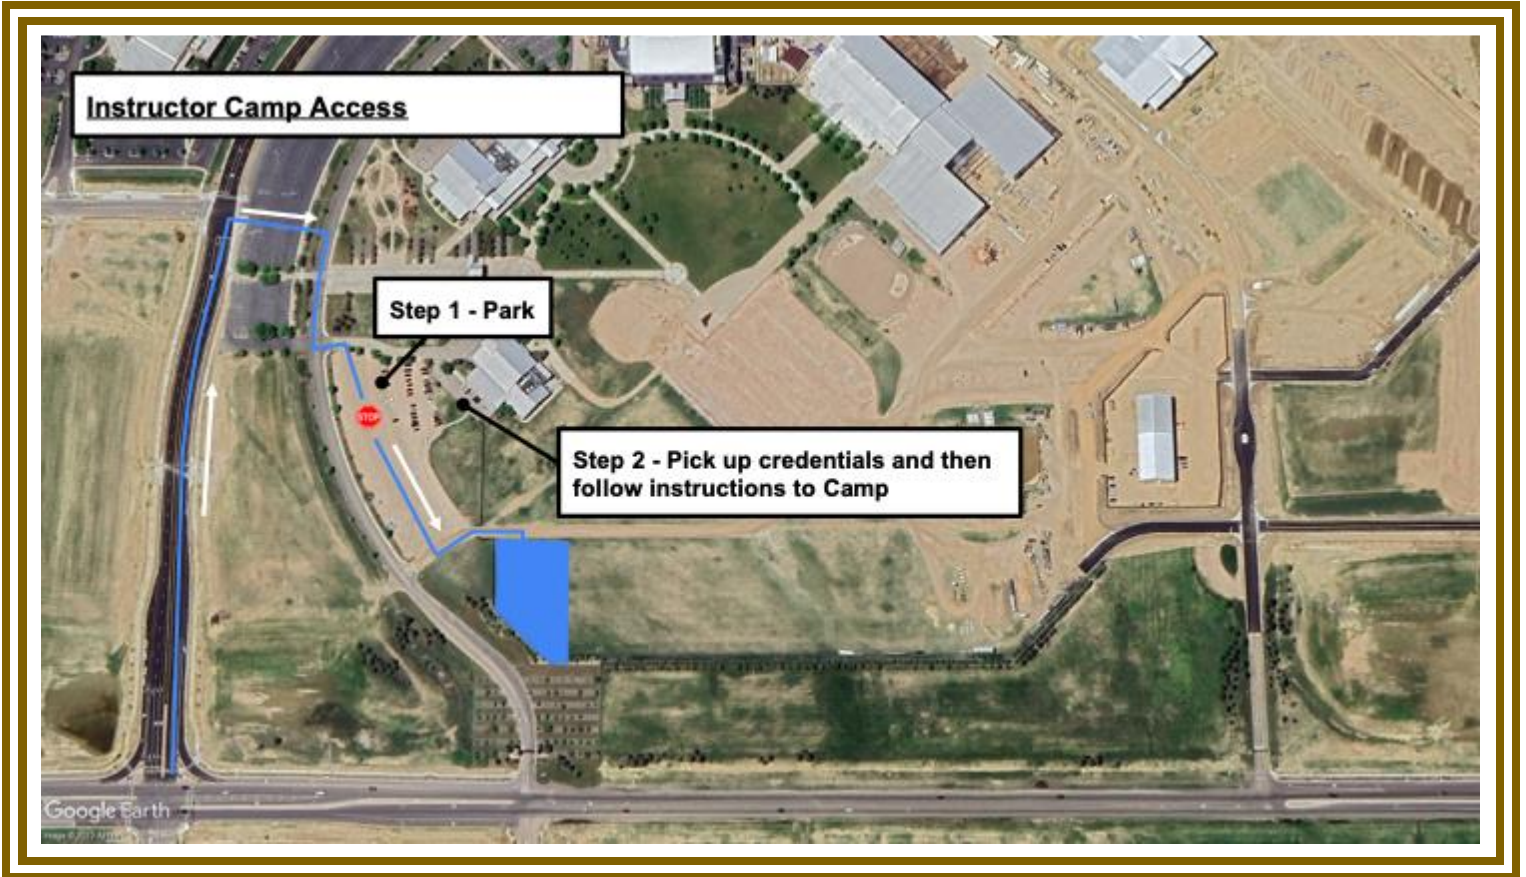 Instructor Camp Access
Step 1 - Park
STOP
Step 2 - Pick up credentials and then
follow instructions to Camp
Google Earth